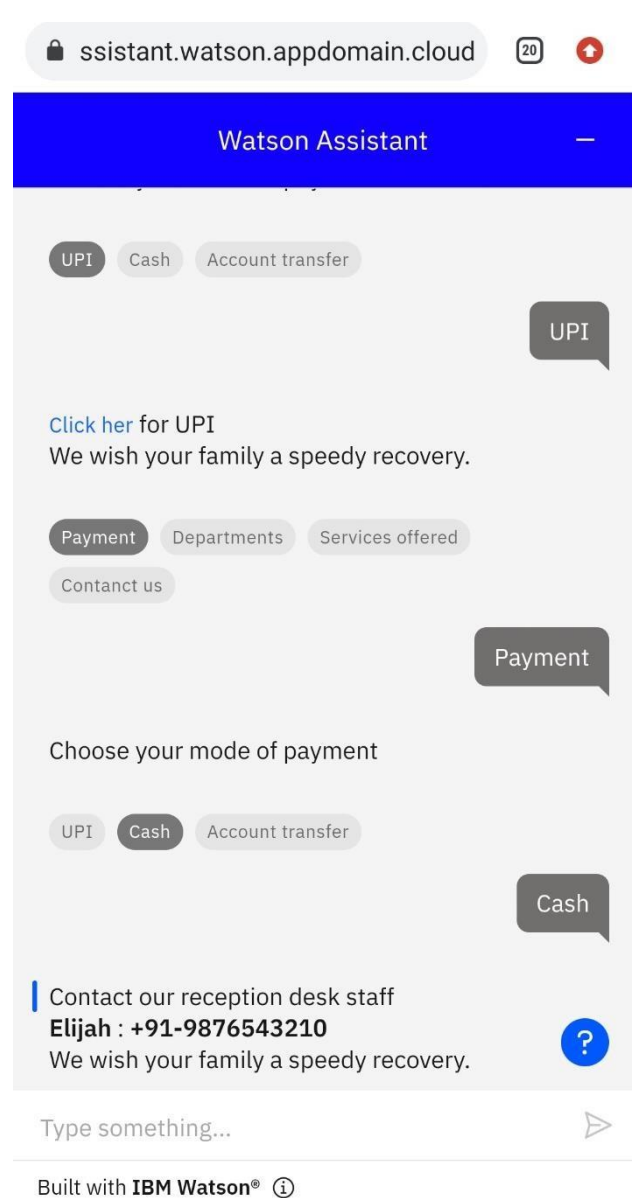 ssistant.watson.appdomain.cloud 20
Watson Assistant
UPI Cash Account transfer
UPI
Click her for UPI
We wish your family a speedy recovery.
Payment Departments Services offered
Contanct us
Payment
Choose your mode of payment
UPI Cash Account transfer
Cash
Contact our reception desk staff
Elijah : +91-9876543210
We wish your family a speedy recovery.
?
Type something...
Built with IBM Watson®